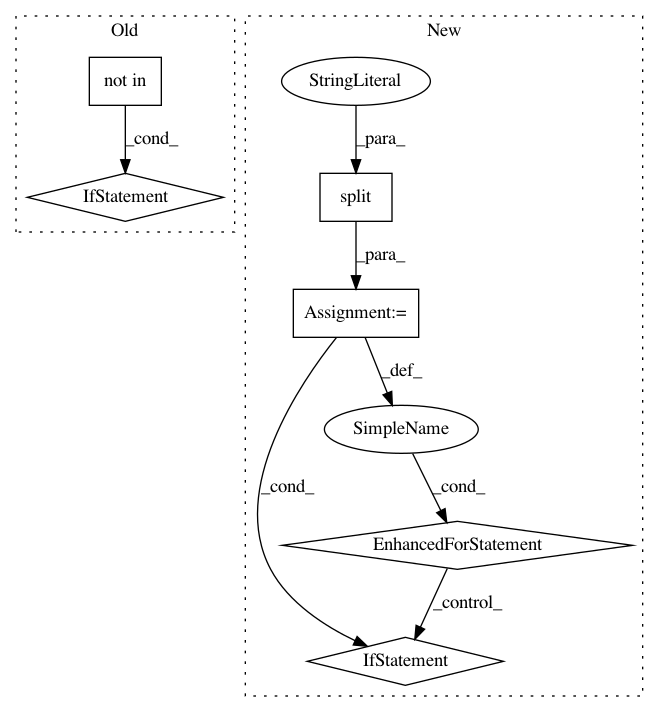 Old
New
not in
StringLiteral
_cond_
_para_
IfStatement
split
_para_
Assignment:=
_def_
SimpleName
_cond_
_cond_
EnhancedForStatement
_control_
IfStatement